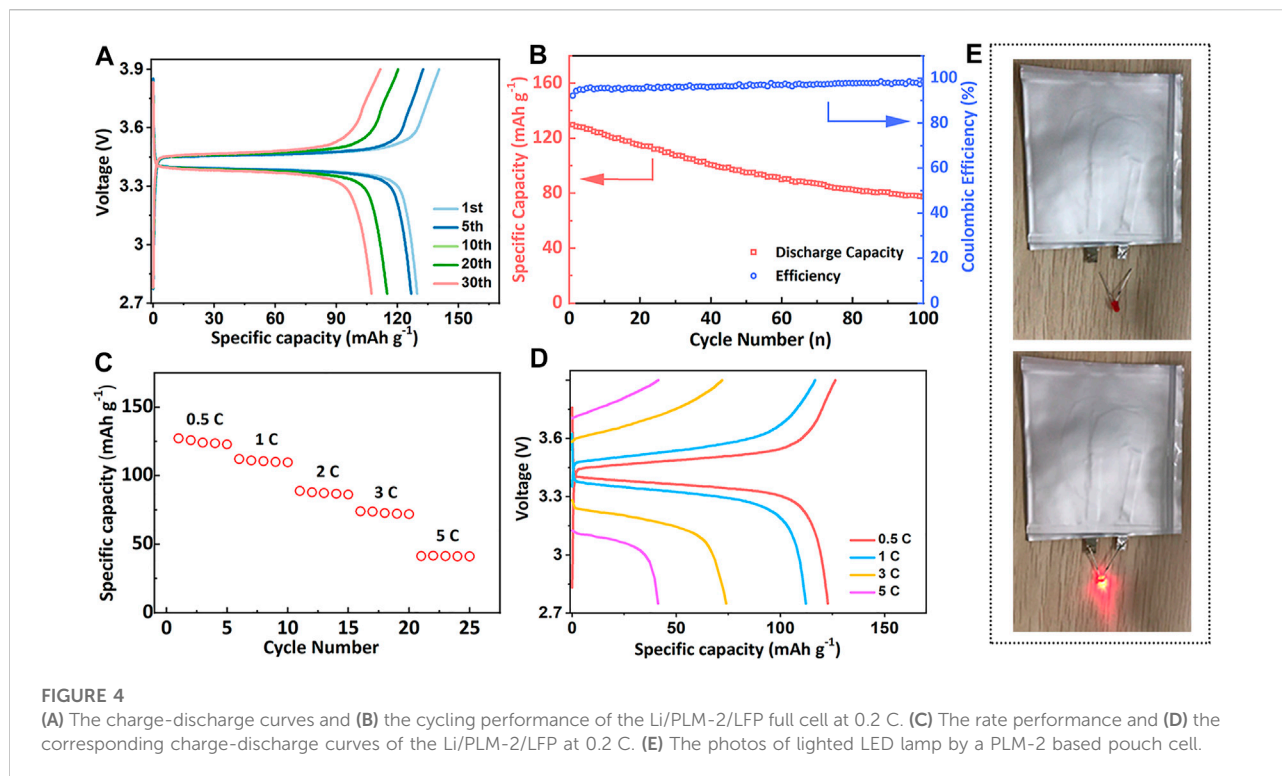 A
3.9
3.6
3.3
3
2.7
Voltage (V)
1st
5th
10th
20th
30th
0 30 60 90 120 150
Specific capacity (mAh g⁻¹)
B
160
120
80
40
0
Specific Capacity (mAh g⁻¹)
100
80
60
40
20
0
Coulombic Efficiency (%)
Discharge Capacity
Efficiency
0 20 40 60 80 100
Cycle Number (n)
C
150
100
50
0
Specific capacity (mAh g⁻¹)
0.5 C
1 C
2 C
3 C
5 C
0 5 10 15 20 25
Cycle Number
D
3.6
3.3
3
2.7
Voltage (V)
0.5 C
1 C
3 C
5 C
0 50 100 150
Specific capacity (mAh g⁻¹)
E
FIGURE 4
(A) The charge-discharge curves and (B) the cycling performance of the Li/PLM-2/LFP full cell at 0.2 C. (C) The rate performance and (D) the
corresponding charge-discharge curves of the Li/PLM-2/LFP at 0.2 C. (E) The photos of lighted LED lamp by a PLM-2 based pouch cell.